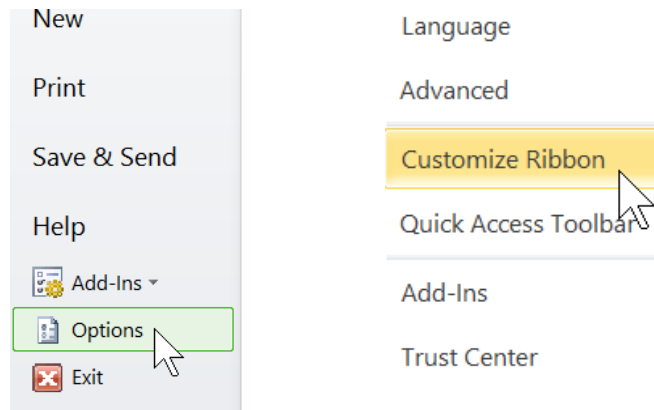 New
Print
Save & Send
Help
Add-Ins
Options
Exit
Language
Advanced
Customize Ribbon
Quick Access Toolbar
Add-Ins
Trust Center